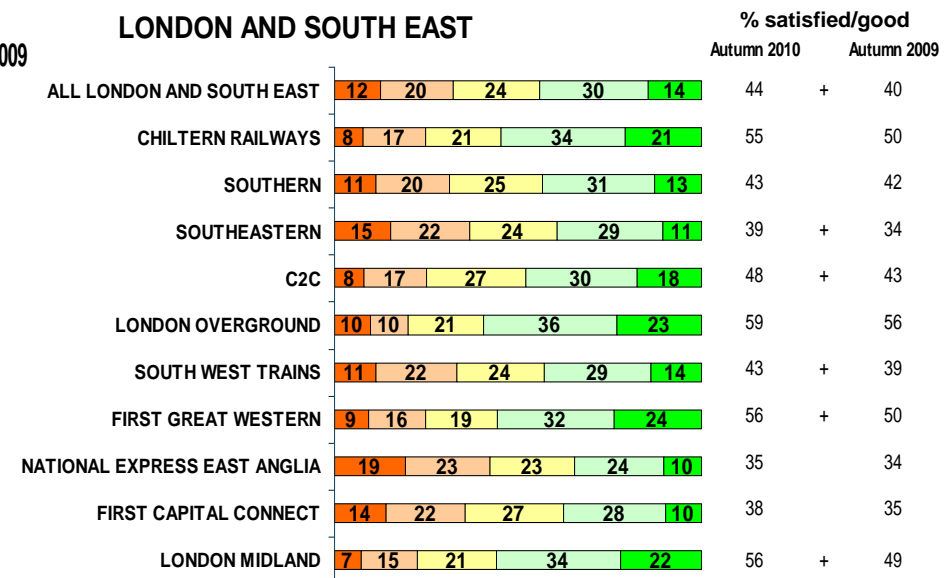 LONDON AND SOUTH EAST
% satisfied/good
009
Autumn 2010 Autumn 2009
ALL LONDON AND SOUTH EAST 12 20 24 30 14 44 + 40
CHILTERN RAILWAYS 8 17 21 34 21 55 50
SOUTHERN 11 20 25 31 13 43 42
SOUTHEASTERN 15 22 24 29 11 39 + 34
C2C 8 17 27 30 18 48 + 43
LONDON OVERGROUND 10 10 21 36 23 59 56
SOUTH WEST TRAINS 11 22 24 29 14 43 + 39
FIRST GREAT WESTERN 9 16 19 32 24 56 + 50
NATIONAL EXPRESS EAST ANGLIA 19 23 23 24 10 35 34
FIRST CAPITAL CONNECT 14 22 27 28 10 38 35
LONDON MIDLAND 7 15 21 34 22 56 + 49